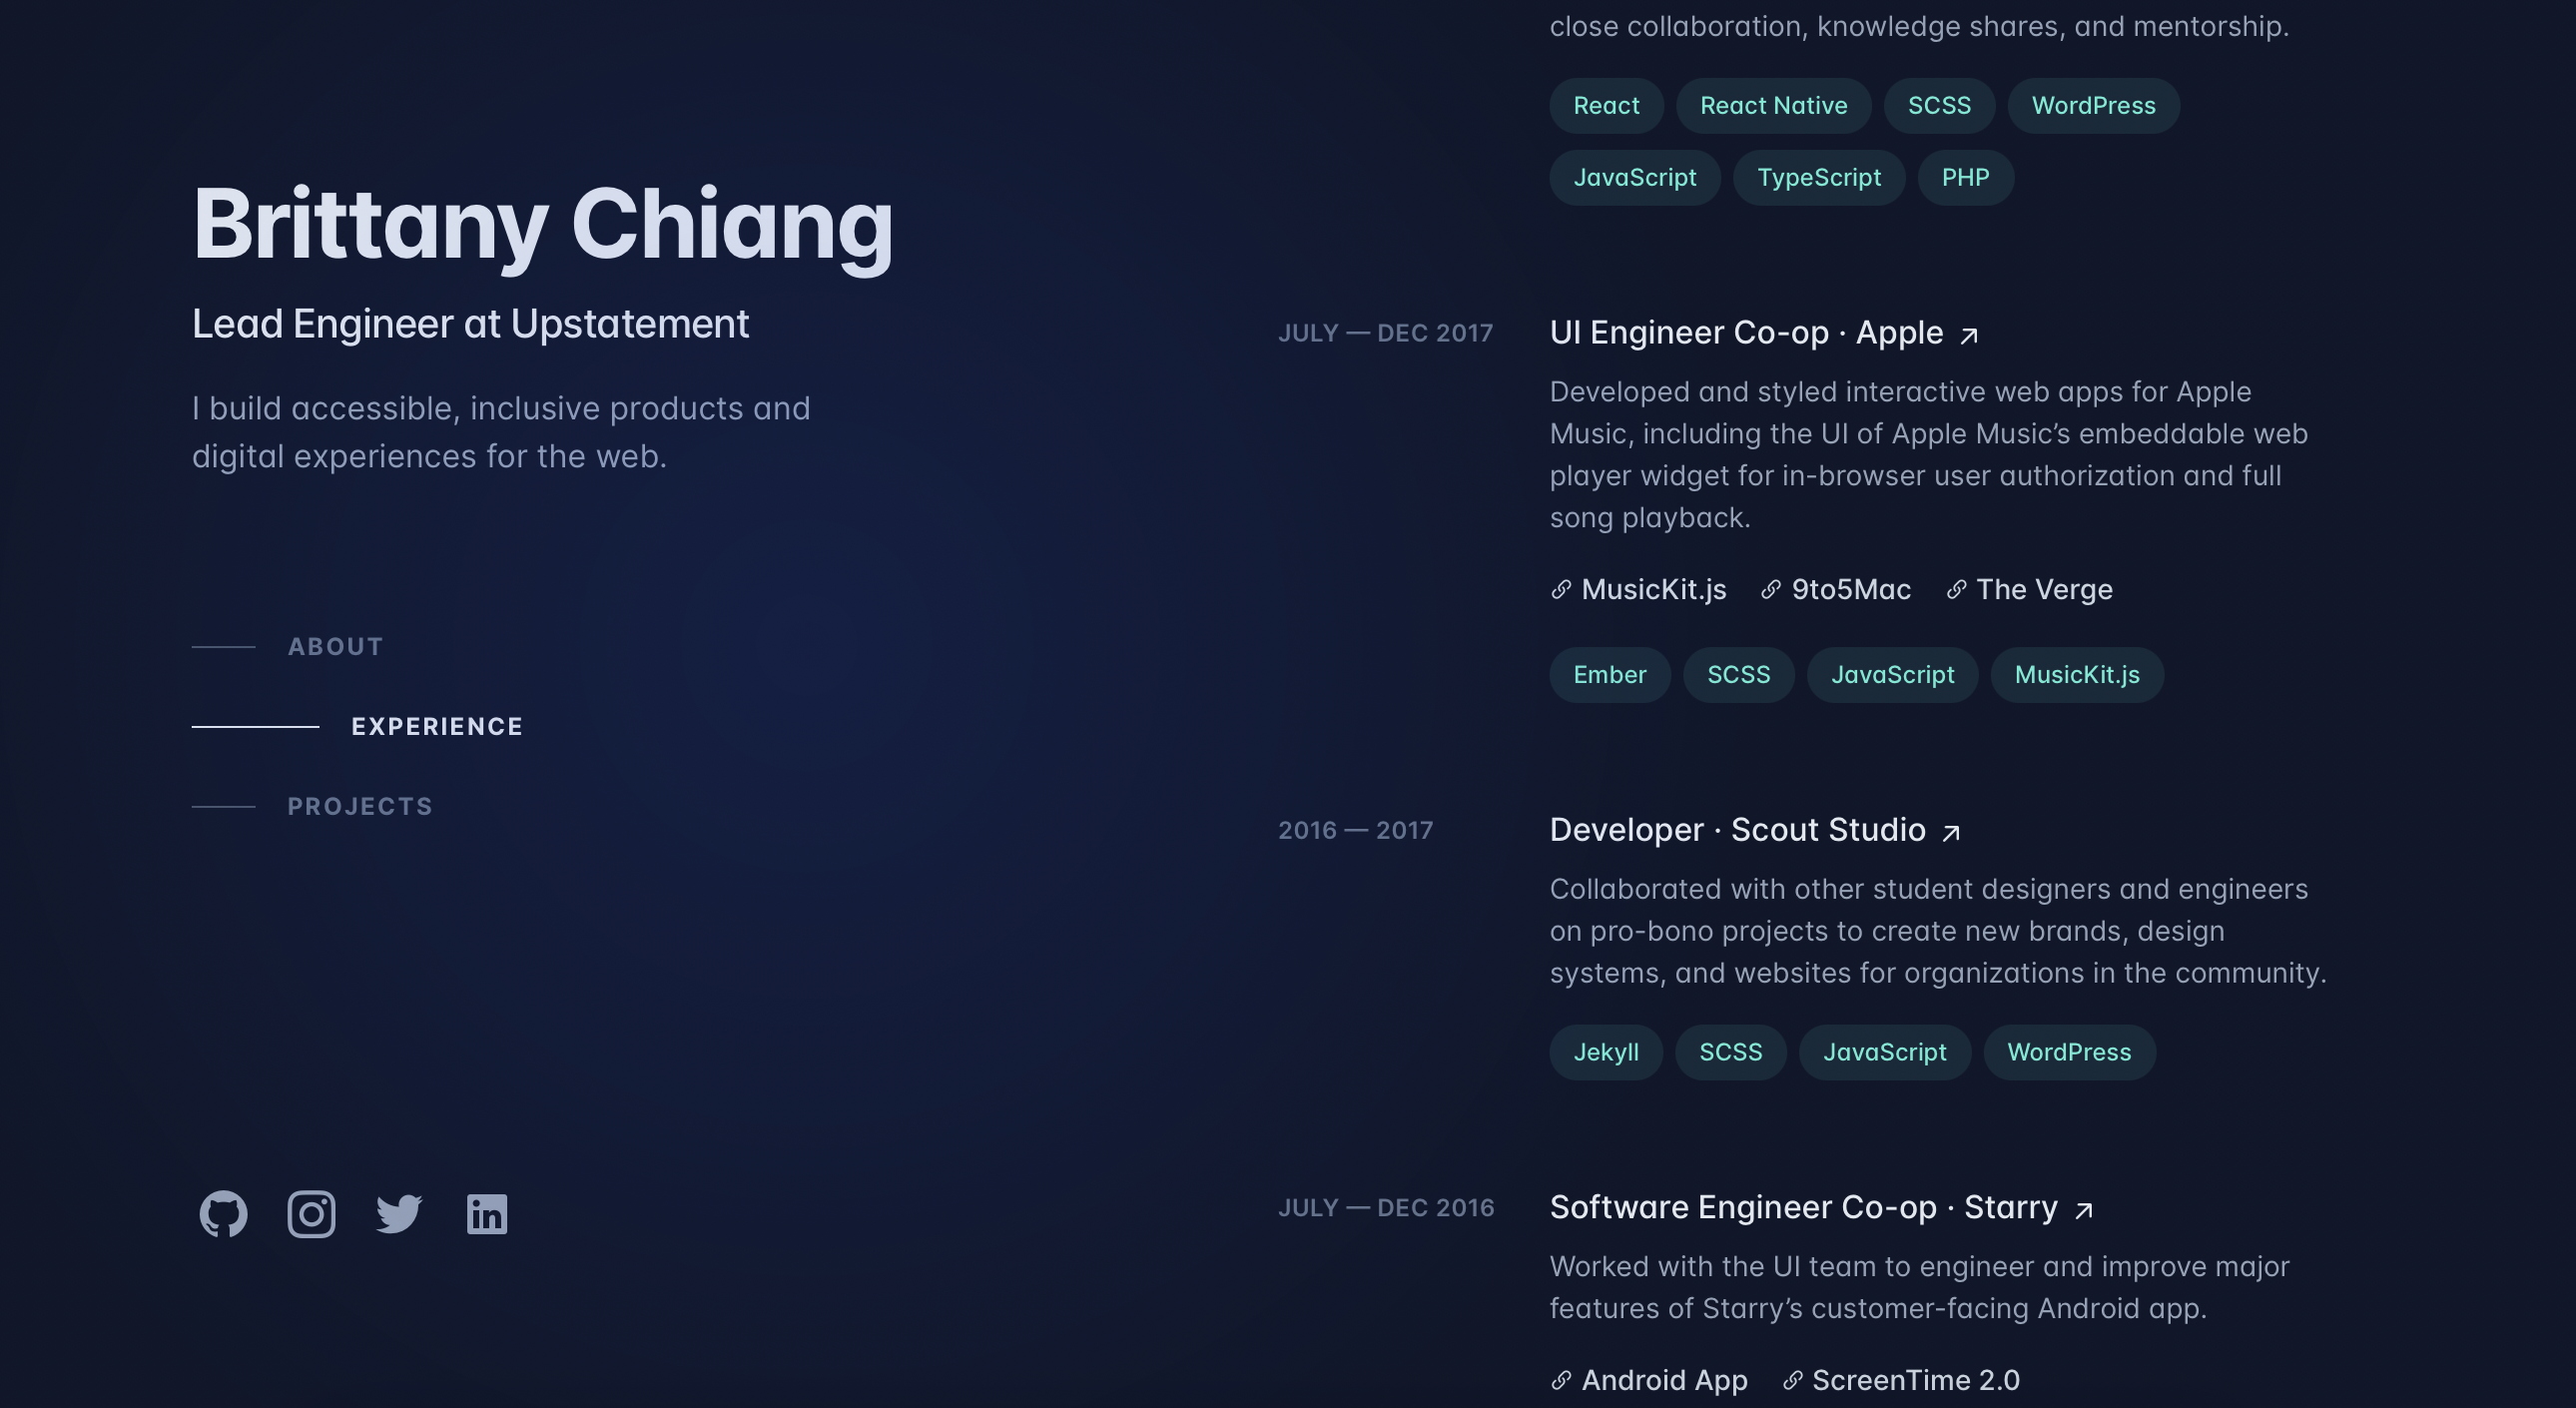 Brittany Chiang
Lead Engineer at Upstatement
I build accessible, inclusive products and
digital experiences for the web.
ABOUT
EXPERIENCE
PROJECTS
close collaboration, knowledge shares, and mentorship.
React React Native SCSS WordPress
JavaScript TypeScript PHP
JULY — DEC 2017
UI Engineer Co-op · Apple ↗
Developed and styled interactive web apps for Apple
Music, including the UI of Apple Music’s embeddable web
player widget for in-browser user authorization and full
song playback.
MusicKit.js 9to5Mac The Verge
Ember SCSS JavaScript MusicKit.js
2016 — 2017
Developer · Scout Studio ↗
Collaborated with other student designers and engineers
on pro-bono projects to create new brands, design
systems, and websites for organizations in the community.
Jekyll SCSS JavaScript WordPress
JULY — DEC 2016
Software Engineer Co-op · Starry ↗
Worked with the UI team to engineer and improve major
features of Starry’s customer-facing Android app.
Android App ScreenTime 2.0